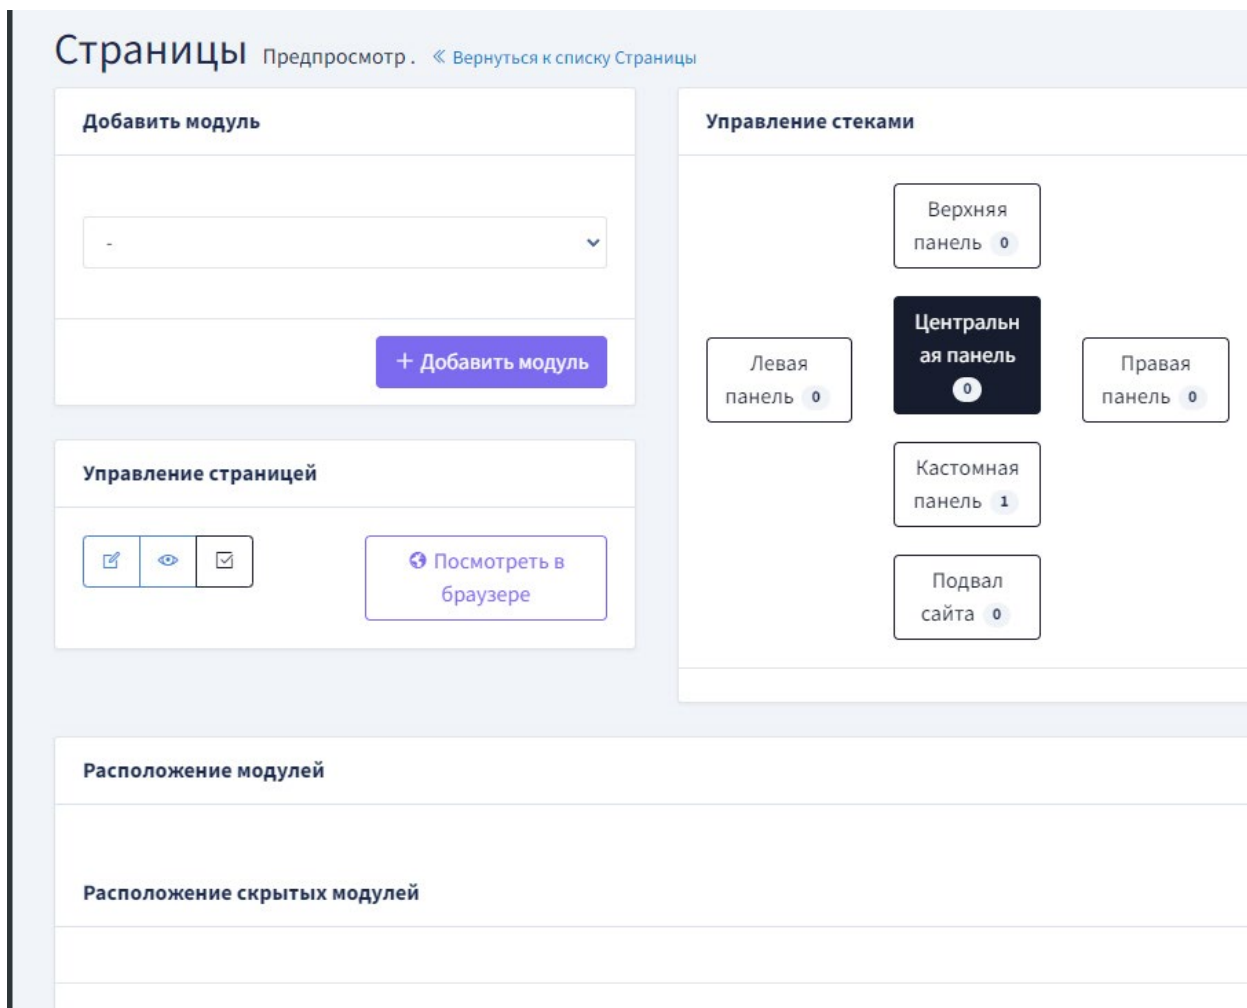 Страницы Предпросмотр. « Вернуться к списку Страницы
Добавить модуль
-
+ Добавить модуль
Управление страницей
Посмотреть в
браузере
Управление стеками
Верхняя
панель 0
Левая
панель 0
Центральн
ая панель
0
Правая
панель 0
Кастомная
панель 1
Подвал
сайта 0
Расположение модулей
Расположение скрытых модулей